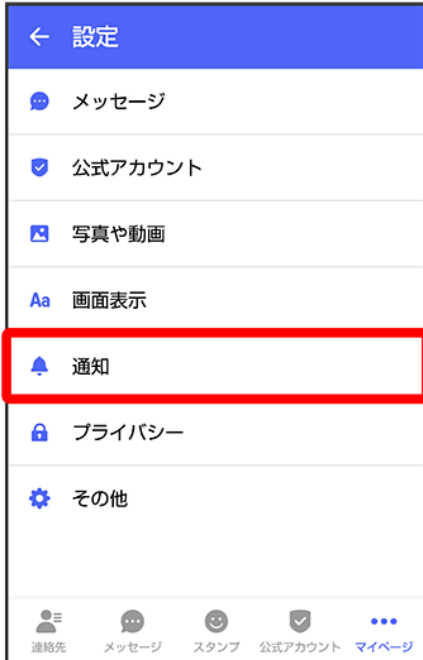 設定
メッセージ
公式アカウント
写真や動画
Aa 画面表示
通知
プライバシー
その他
連絡先 メッセージ スタンプ 公式アカウント マイページ